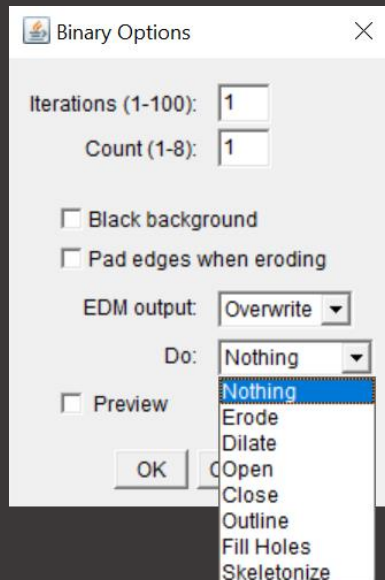 Binary Options
Iterations (1-100): 1
Count (1-8): 1
Black background
Pad edges when eroding
EDM output: Overwrite
Do: Nothing
Nothing
Preview
Erode
Dilate
OK
Open
Close
Outline
Fill Holes
Skeletonize